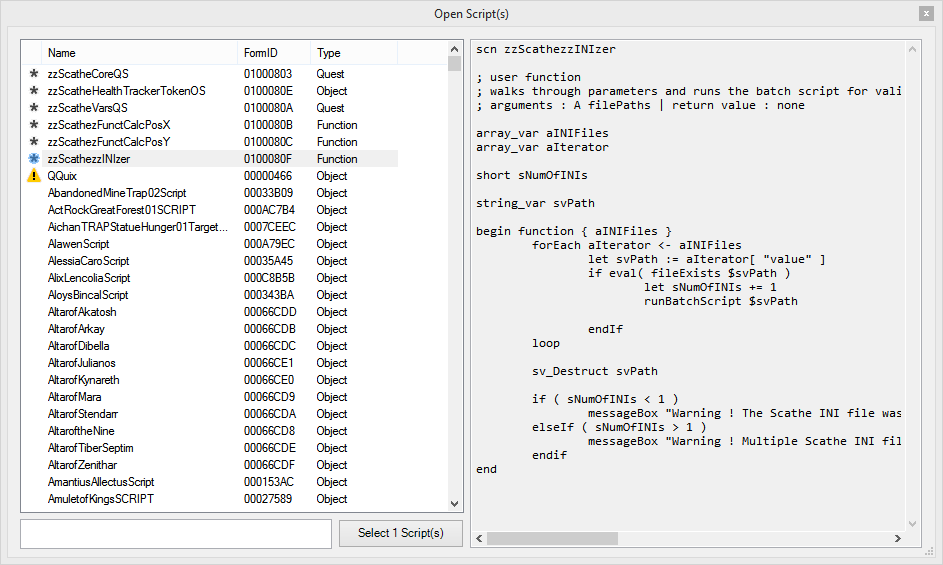 Open Script(s)
Name FormID Type
zzScatheCoreQS 01000803 Quest
zzScatheHealthTrackerTokenOS 0100080E Object
zzScatheVarsQS 0100080A Quest
zzScathezFunctCalcPosX 0100080B Function
zzScathezFunctCalcPosY 0100080C Function
zzScathezzINIzer 0100080F Function
QQuix 00000466 Object
AbandonedMineTrap02Script 00033B09 Object
ActRockGreatForest01SCRIPT 000AC7B4 Object
AichanTRAPStatueHunger01Target... 0007CEEC Object
AlawenScript 000A79EC Object
AlessiaCaroScript 00035A45 Object
AlixLencoliaScript 000C8B5B Object
AloysBincalScript 000343BA Object
AltarofAkatosh 00066CDD Object
AltarofArkay 00066CDB Object
AltarofDibella 00066CDC Object
AltarofJulianos 00066CE1 Object
AltarofKynareth 00066CE0 Object
AltarofMara 00066CD9 Object
AltarofStendarr 00066CDA Object
AltaroftheNine 00066CD8 Object
AltarofTiberSeptim 00066CDE Object
AltarofZenithar 00066CDF Object
AmantiusAllectusScript 000153AC Object
AmuletofKingsSCRIPT 00027589 Object
Select 1 Script(s)
scn zzScathezzINIzer
; user function
; walks through parameters and runs the batch script for vali
; arguments : A filePaths | return value : none
array_var aINIFiles
array_var aIterator
short sNumOfINIs
string_var svPath
begin function { aINIFiles }
forEach aIterator <- aINIFiles
let svPath := aIterator[ "value" ]
if eval( fileExists $svPath )
let sNumOfINIs += 1
runBatchScript $svPath
endIf
loop
sv_Destruct svPath
if ( sNumOfINIs < 1 )
messageBox "Warning ! The Scathe INI file was
elseIf ( sNumOfINIs > 1 )
messageBox "Warning ! Multiple Scathe INI fil
endif
end